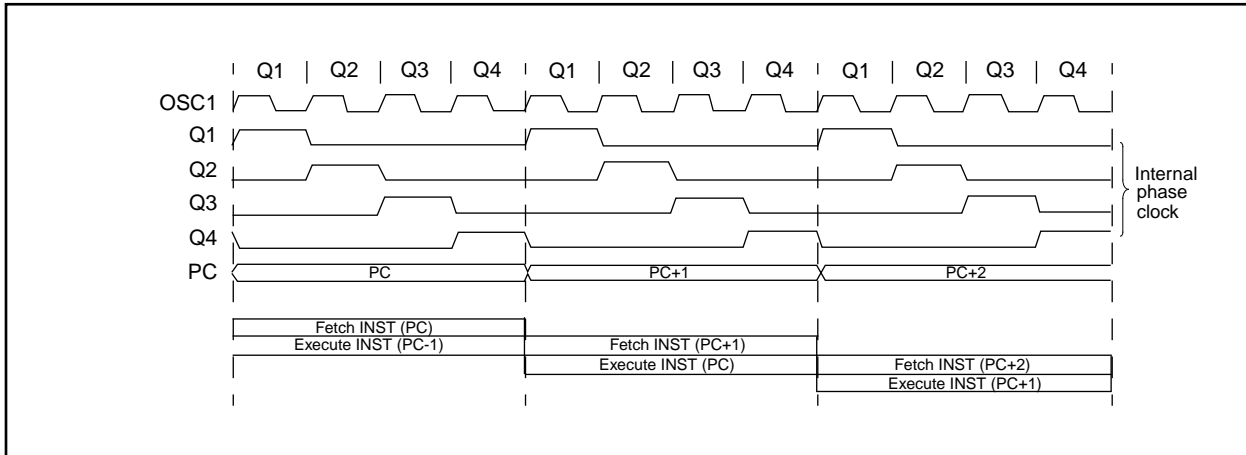 Q1 Q2 Q3 Q4 Q1 Q2 Q3 Q4 Q1 Q2 Q3 Q4
OSC1
Q1
Q2
Q3
Q4
Internal
phase
clock
PC PC PC+1 PC+2
Fetch INST (PC)
Execute INST (PC-1) Fetch INST (PC+1)
Execute INST (PC) Fetch INST (PC+2)
Execute INST (PC+1)